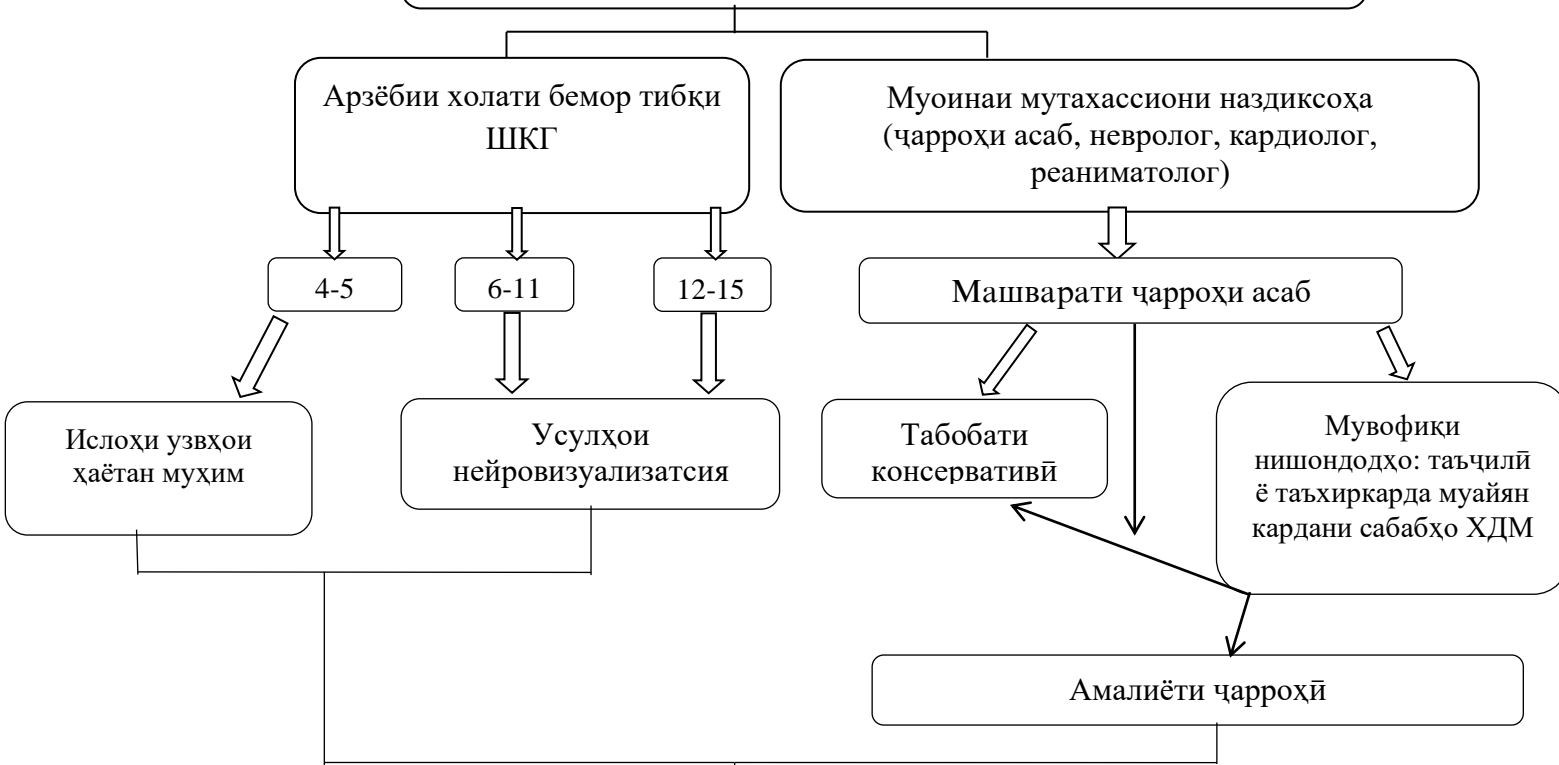 Арзёбии холати бемор тибқи
ШКГ
Муоинаи мутахассиони наздиксоҳа
(ҷарроҳи асаб, невролог, кардиолог,
реаниматолог)
4-5
6-11
12-15
Машварати ҷарроҳи асаб
Ислоҳи узвҳои
ҳаётан муҳим
Усулҳои
нейровизуализатсия
Табобати
консервативӣ
Мувофиқи
нишондодҳо: таъҷилӣ
ё таъхиркарда муайян
кардани сабабҳо ХДМ
Амалиёти ҷарроҳӣ